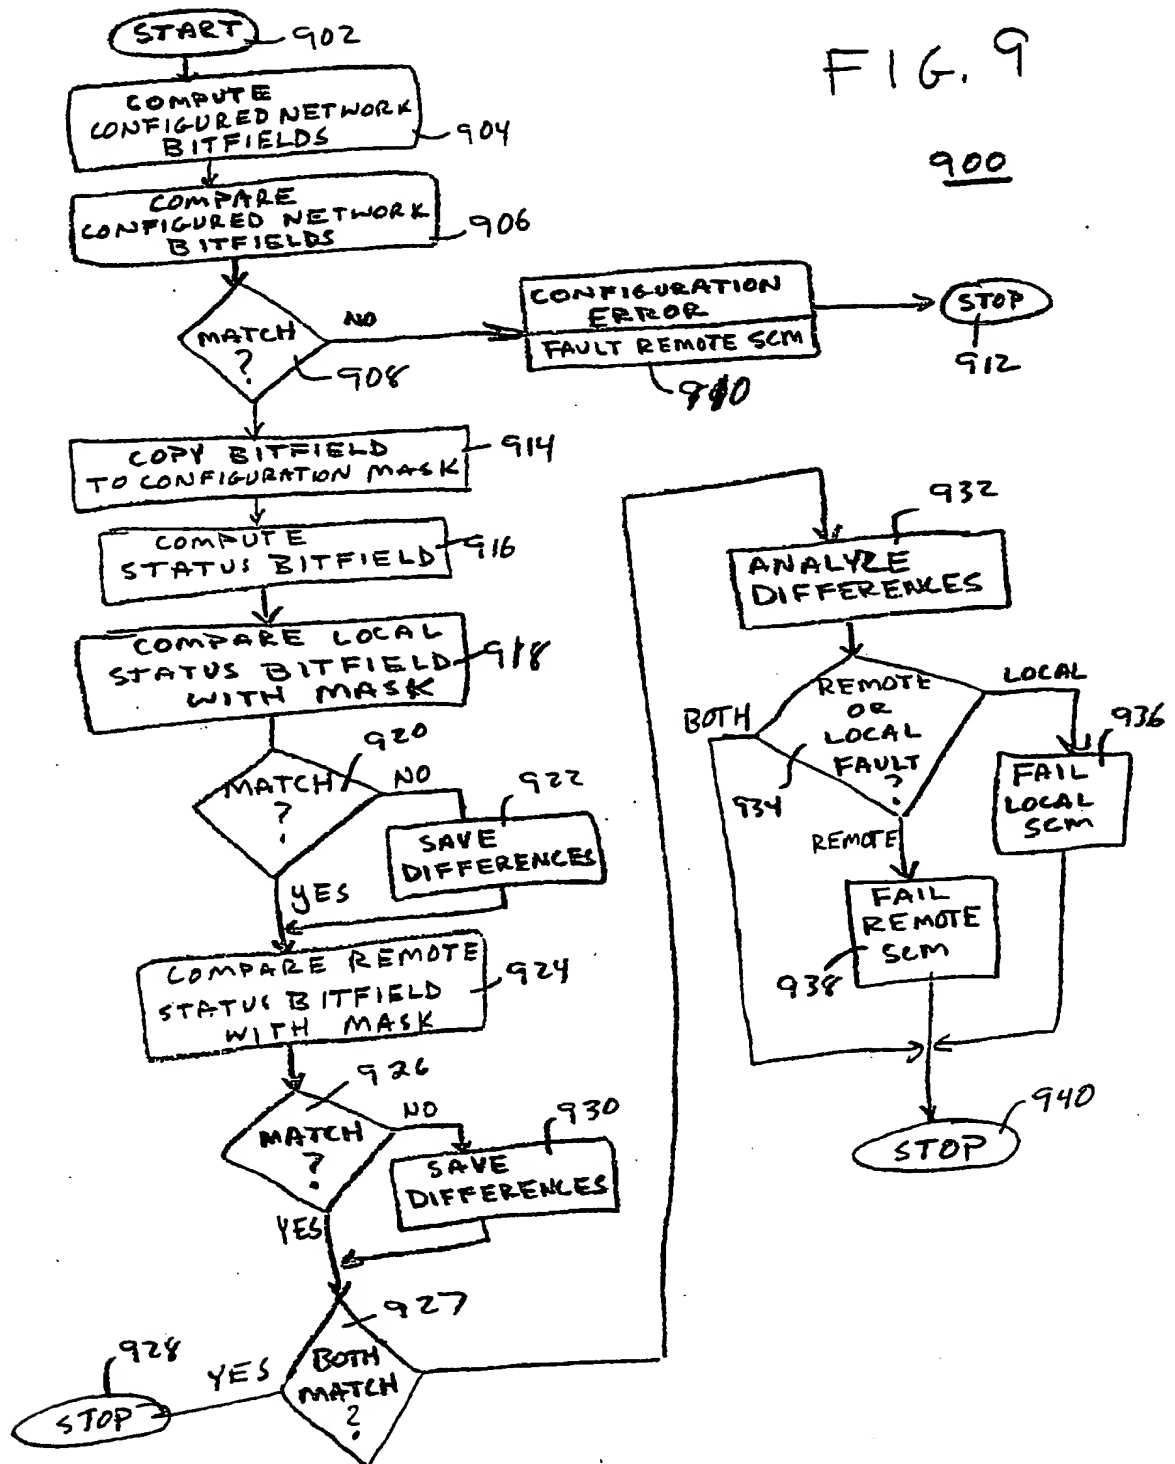 FIG. 9
900
START
902
COMPUTE
CONFIGURED NETWORK
BITFIELDS
904
COMPARE
CONFIGURED NETWORK
BITFIELDS
906
MATCH
?
908
NO
CONFIGURATION
ERROR
FAULT REMOTE SCM
STOP
912
COPY BITFIELD
TO CONFIGURATION MASK
914
COMPUTE
STATUS BITFIELD
916
COMPARE LOCAL
STATUS BITFIELD
WITH MASK
918
MATCH
?
920
NO
922
SAVE
DIFFERENCES
YES
COMPARE REMOTE
STATUS BITFIELD
WITH MASK
924
926
MATCH
?
NO
930
SAVE
DIFFERENCES
YES
927
BOTH
MATCH
?
YES
928
STOP
932
ANALYZE
DIFFERENCES
REMOTE
OR
LOCAL
FAULT
?
934
BOTH
LOCAL
936
FAIL
LOCAL
SCM
REMOTE
FAIL
REMOTE
SCM
938
940
STOP